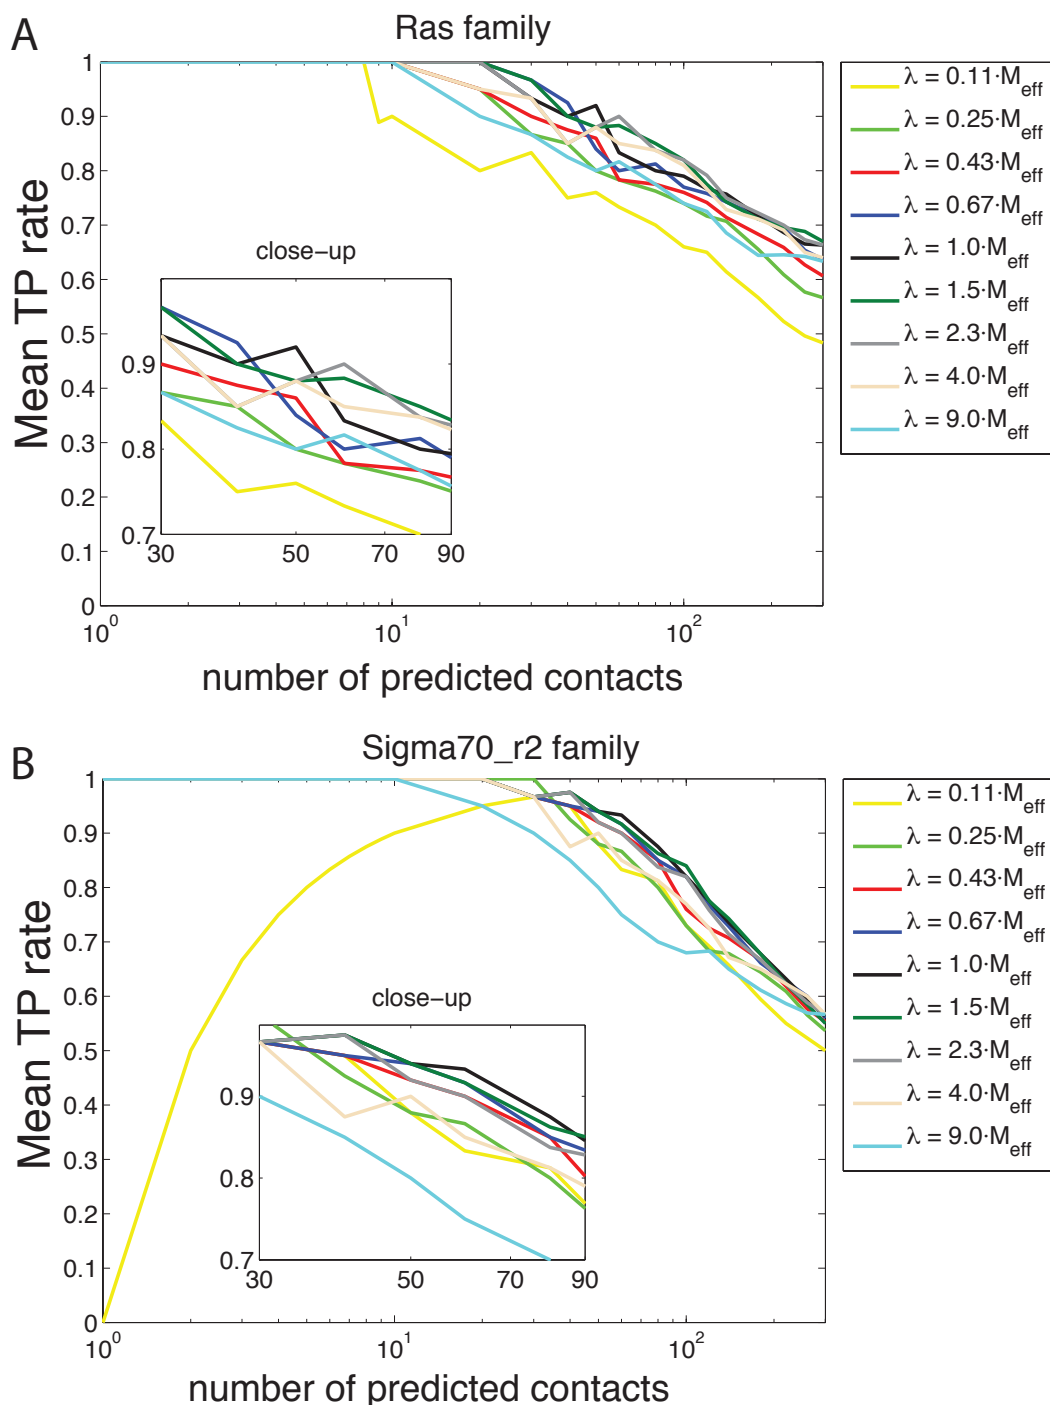 A
Ras family
1
0.9
0.8
0.7
0.6
0.5
0.4
0.3
0.2
0.1
0
Mean TP rate
10^0
10^1
10^2
number of predicted contacts
close-up
0.9
0.8
0.7
30
50
70
90
λ = 0.11·M_eff
λ = 0.25·M_eff
λ = 0.43·M_eff
λ = 0.67·M_eff
λ = 1.0·M_eff
λ = 1.5·M_eff
λ = 2.3·M_eff
λ = 4.0·M_eff
λ = 9.0·M_eff
B
Sigma70_r2 family
1
0.9
0.8
0.7
0.6
0.5
0.4
0.3
0.2
0.1
0
Mean TP rate
10^0
10^1
10^2
number of predicted contacts
close-up
0.9
0.8
0.7
30
50
70
90
λ = 0.11·M_eff
λ = 0.25·M_eff
λ = 0.43·M_eff
λ = 0.67·M_eff
λ = 1.0·M_eff
λ = 1.5·M_eff
λ = 2.3·M_eff
λ = 4.0·M_eff
λ = 9.0·M_eff